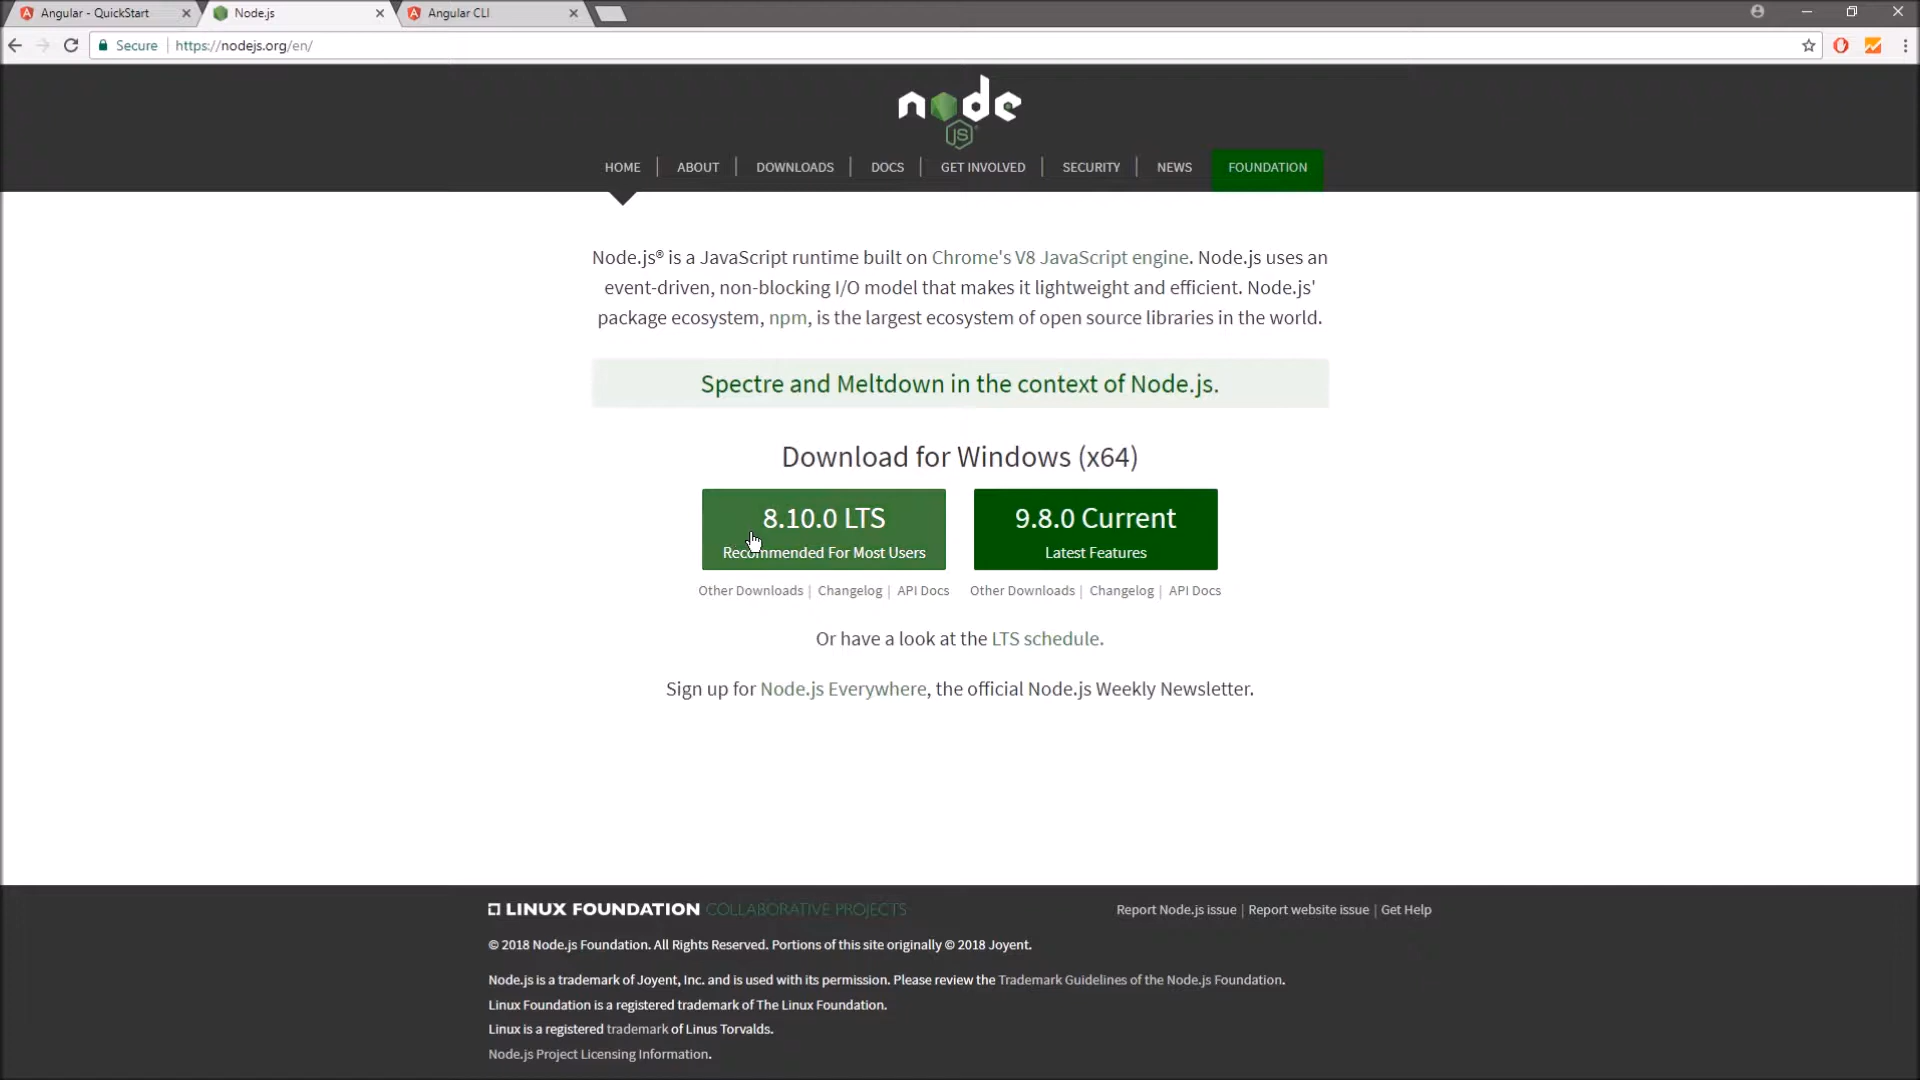 Angular - QuickStart
Node.js
Angular CLI
Secure
https://nodejs.org/en/
node
JS
HOME
ABOUT
DOWNLOADS
DOCS
GET INVOLVED
SECURITY
NEWS
FOUNDATION
Node.js® is a JavaScript runtime built on Chrome's V8 JavaScript engine. Node.js uses an
event-driven, non-blocking I/O model that makes it lightweight and efficient. Node.js'
package ecosystem, npm, is the largest ecosystem of open source libraries in the world.
Spectre and Meltdown in the context of Node.js.
Download for Windows (x64)
8.10.0 LTS
Recommended For Most Users
9.8.0 Current
Latest Features
Other Downloads | Changelog | API Docs
Other Downloads | Changelog | API Docs
Or have a look at the LTS schedule.
Sign up for Node.js Everywhere, the official Node.js Weekly Newsletter.
LINUX FOUNDATION COLLABORATIVE PROJECTS
Report Node.js issue | Report website issue | Get Help
© 2018 Node.js Foundation. All Rights Reserved. Portions of this site originally © 2018 Joyent.
Node.js is a trademark of Joyent, Inc. and is used with its permission. Please review the Trademark Guidelines of the Node.js Foundation.
Linux Foundation is a registered trademark of The Linux Foundation.
Linux is a registered trademark of Linus Torvalds.
Node.js Project Licensing Information.